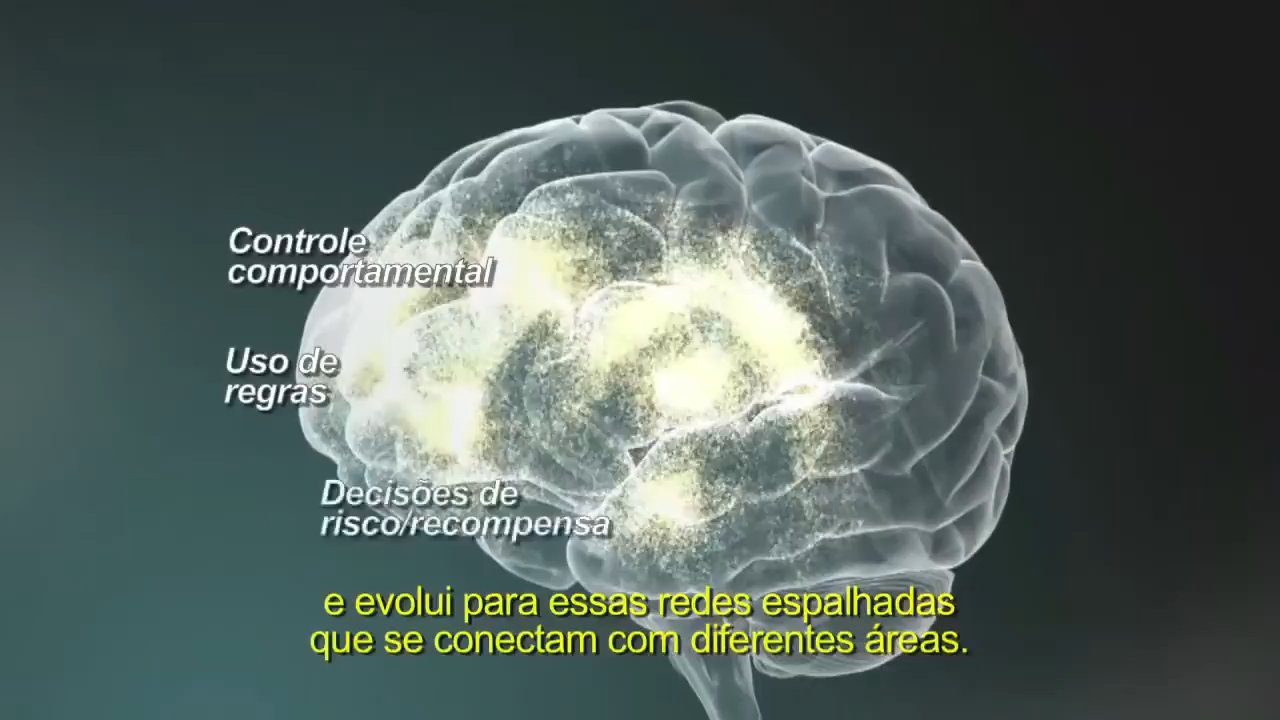 Controle
comportamental
Uso de
regras
Decisões de
risco/recompensa
e evolui para essas redes espalhadas
que se conectam com diferentes áreas.